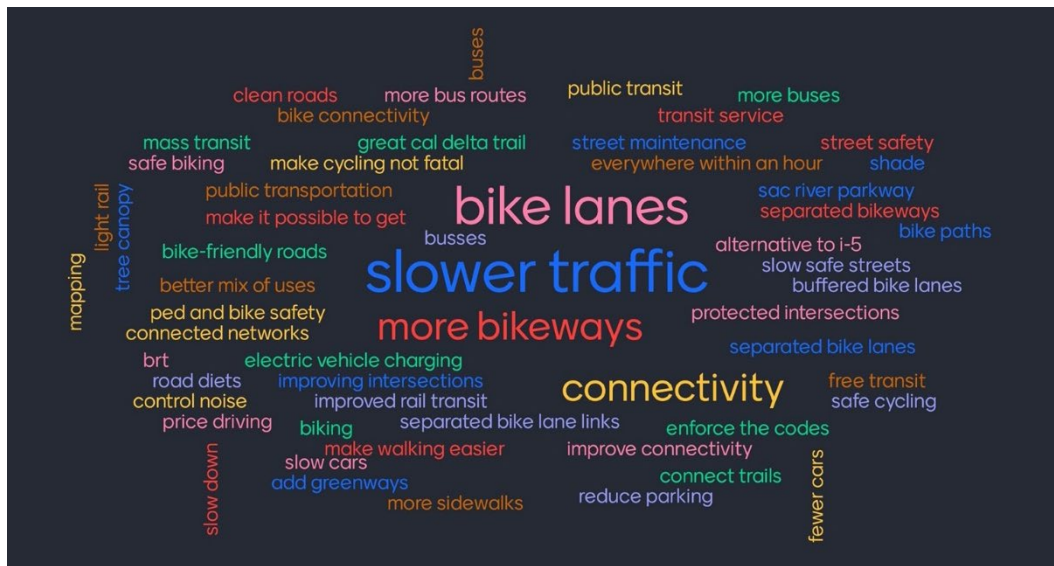 buses
public transit
clean roads
more bus routes
more buses
bike connectivity
transit service
mass transit
great cal delta trail
street maintenance
street safety
safe biking
make cycling not fatal
everywhere within an hour
shade
light rail
tree canopy
public transportation
bike lanes
sac river parkway
make it possible to get
separated bikeways
busses
bike paths
alternative to i-5
bike-friendly roads
slower traffic
slow safe streets
mapping
better mix of uses
buffered bike lanes
ped and bike safety
more bikeways
protected intersections
connected networks
separated bike lanes
brt
electric vehicle charging
road diets
improving intersections
connectivity
free transit
control noise
improved rail transit
safe cycling
price driving
biking
separated bike lane links
enforce the codes
make walking easier
improve connectivity
slow cars
slow down
add greenways
connect trails
fewer cars
more sidewalks
reduce parking